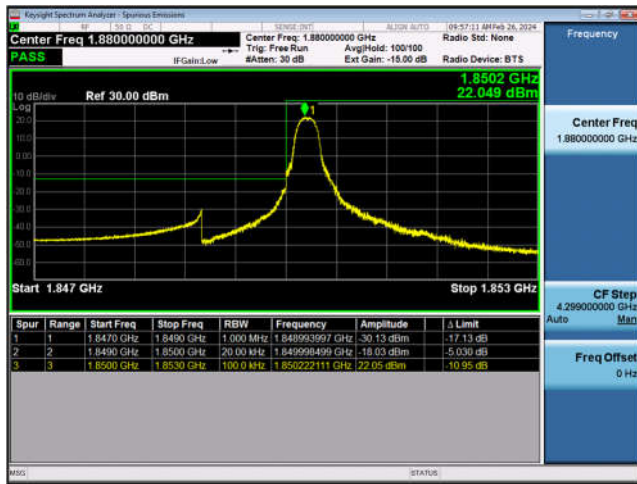 Keysight Spectrum Analyzer - Spurious Emissions
RF 50 Ω DC SENSE:INT ALIGN AUTO 09:57:11 AM Feb 26, 2024
Center Freq 1.880000000 GHz
PASS
IFGain:Low
Center Freq: 1.880000000 GHz
Trig: Free Run Avg|Hold: 100/100
#Atten: 30 dB Ext Gain: -15.00 dB
Radio Std: None
Radio Device: BTS
Frequency
1.8502 GHz
22.049 dBm
10 dB/div Ref 30.00 dBm
Log
20.0
10.0
0.00
-10.0
-20.0
-30.0
-40.0
-50.0
-60.0
1
Start 1.847 GHz Stop 1.853 GHz
Center Freq
1.880000000 GHz
CF Step
4.299000000 GHz
Auto Man
Freq Offset
0 Hz
Spur Range Start Freq Stop Freq RBW Frequency Amplitude Δ Limit
1 1 1.8470 GHz 1.8490 GHz 1.000 MHz 1.848993997 GHz -30.13 dBm -17.13 dB
2 2 1.8490 GHz 1.8500 GHz 20.00 kHz 1.849998499 GHz -18.03 dBm -5.030 dB
3 3 1.8500 GHz 1.8530 GHz 100.0 kHz 1.850222111 GHz 22.05 dBm -10.95 dB
MSG STATUS